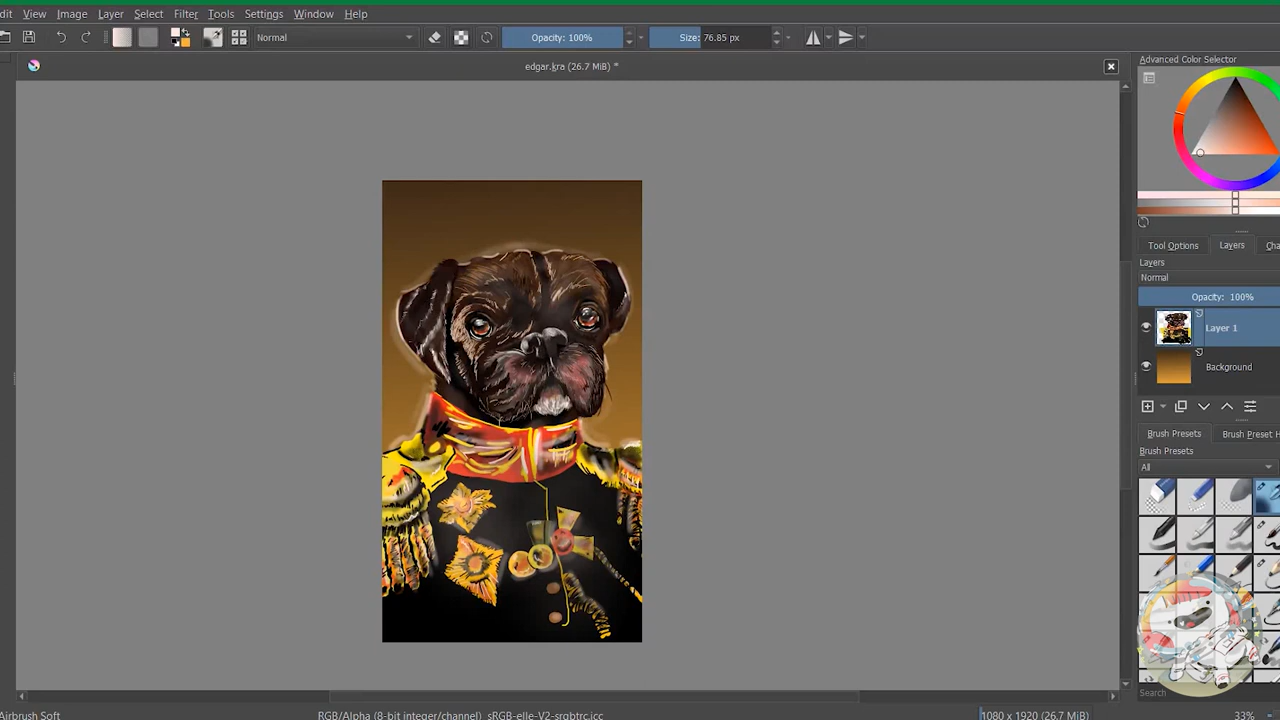 dit View Image Layer Select Filter Tools Settings Window Help
Normal Opacity: 100% Size: 76.85 px
edgar.kra (26.7 MiB) *
Advanced Color Selector
Tool Options Layers Cha
Layers
Normal
Opacity: 100%
Layer 1
Background
Brush Presets Brush Preset H
Brush Presets
All
Search
Airbrush Soft RGB/Alpha (8-bit integer/channel) sRGB-elle-V2-srgbtrc.icc 1080 x 1920 (26.7 MiB) 33%